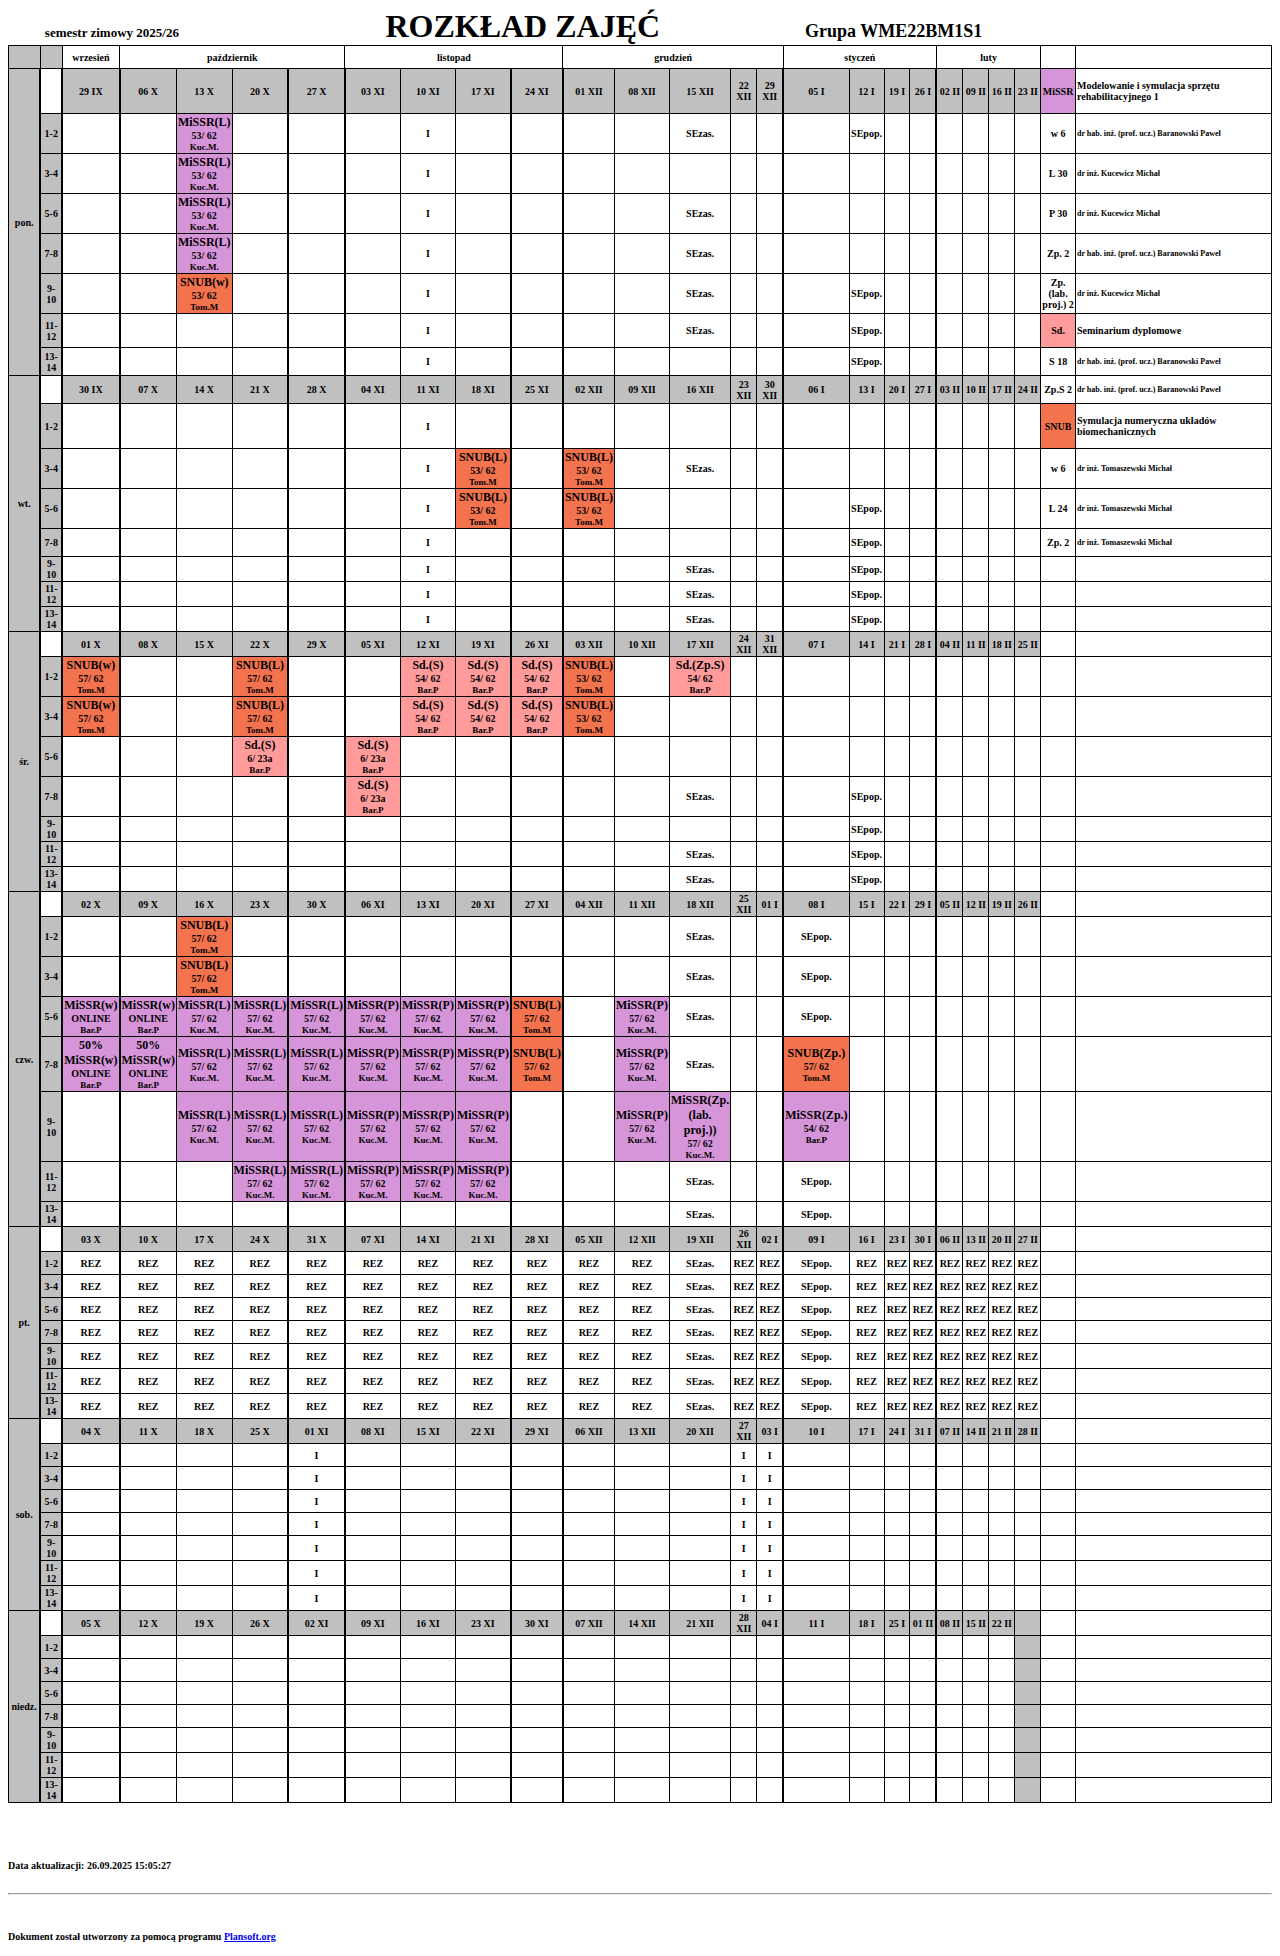 semestr zimowy 2025/26 ROZKŁAD ZAJĘĆ Grupa WME22BM1S1
wrzesień październik listopad grudzień styczeń luty
pon. 29 IX 06 X 13 X 20 X 27 X 03 XI 10 XI 17 XI 24 XI 01 XII 08 XII 15 XII 22 XII 29 XII 05 I 12 I 19 I 26 I 02 II 09 II 16 II 23 II MiSSR Modelowanie i symulacja sprzętu rehabilitacyjnego 1
1-2 MiSSR(L) 53/ 62 Kuc.M. I SEzas. SEpop. w 6 dr hab. inż. (prof. ucz.) Baranowski Paweł
3-4 MiSSR(L) 53/ 62 Kuc.M. I L 30 dr inż. Kucewicz Michał
5-6 MiSSR(L) 53/ 62 Kuc.M. I SEzas. P 30 dr inż. Kucewicz Michał
7-8 MiSSR(L) 53/ 62 Kuc.M. I SEzas. Zp. 2 dr hab. inż. (prof. ucz.) Baranowski Paweł
9-10 SNUB(w) 53/ 62 Tom.M I SEzas. SEpop. Zp. (lab. proj.) 2 dr inż. Kucewicz Michał
11-12 I SEzas. SEpop. Sd. Seminarium dyplomowe
13-14 I SEpop. S 18 dr hab. inż. (prof. ucz.) Baranowski Paweł
wt. 30 IX 07 X 14 X 21 X 28 X 04 XI 11 XI 18 XI 25 XI 02 XII 09 XII 16 XII 23 XII 30 XII 06 I 13 I 20 I 27 I 03 II 10 II 17 II 24 II Zp.S 2 dr hab. inż. (prof. ucz.) Baranowski Paweł
1-2 I SNUB Symulacja numeryczna układów biomechanicznych
3-4 I SNUB(L) 53/ 62 Tom.M SNUB(L) 53/ 62 Tom.M SEzas. w 6 dr inż. Tomaszewski Michał
5-6 I SNUB(L) 53/ 62 Tom.M SNUB(L) 53/ 62 Tom.M SEpop. L 24 dr inż. Tomaszewski Michał
7-8 I SEpop. Zp. 2 dr inż. Tomaszewski Michał
9-10 I SEzas. SEpop.
11-12 I SEzas. SEpop.
13-14 I SEzas. SEpop.
śr. 01 X 08 X 15 X 22 X 29 X 05 XI 12 XI 19 XI 26 XI 03 XII 10 XII 17 XII 24 XII 31 XII 07 I 14 I 21 I 28 I 04 II 11 II 18 II 25 II
1-2 SNUB(w) 57/ 62 Tom.M SNUB(L) 57/ 62 Tom.M Sd.(S) 54/ 62 Bar.P Sd.(S) 54/ 62 Bar.P Sd.(S) 54/ 62 Bar.P SNUB(L) 53/ 62 Tom.M Sd.(Zp.S) 54/ 62 Bar.P
3-4 SNUB(w) 57/ 62 Tom.M SNUB(L) 57/ 62 Tom.M Sd.(S) 54/ 62 Bar.P Sd.(S) 54/ 62 Bar.P Sd.(S) 54/ 62 Bar.P SNUB(L) 53/ 62 Tom.M
5-6 Sd.(S) 6/ 23a Bar.P Sd.(S) 6/ 23a Bar.P
7-8 Sd.(S) 6/ 23a Bar.P SEzas. SEpop.
9-10 SEpop.
11-12 SEzas. SEpop.
13-14 SEzas. SEpop.
czw. 02 X 09 X 16 X 23 X 30 X 06 XI 13 XI 20 XI 27 XI 04 XII 11 XII 18 XII 25 XII 01 I 08 I 15 I 22 I 29 I 05 II 12 II 19 II 26 II
1-2 SNUB(L) 57/ 62 Tom.M SEzas. SEpop.
3-4 SNUB(L) 57/ 62 Tom.M SEzas. SEpop.
5-6 MiSSR(w) ONLINE Bar.P MiSSR(w) ONLINE Bar.P MiSSR(L) 57/ 62 Kuc.M. MiSSR(L) 57/ 62 Kuc.M. MiSSR(L) 57/ 62 Kuc.M. MiSSR(P) 57/ 62 Kuc.M. MiSSR(P) 57/ 62 Kuc.M. MiSSR(P) 57/ 62 Kuc.M. SNUB(L) 57/ 62 Tom.M MiSSR(P) 57/ 62 Kuc.M. SEzas. SEpop.
7-8 50% MiSSR(w) ONLINE Bar.P 50% MiSSR(w) ONLINE Bar.P MiSSR(L) 57/ 62 Kuc.M. MiSSR(L) 57/ 62 Kuc.M. MiSSR(L) 57/ 62 Kuc.M. MiSSR(P) 57/ 62 Kuc.M. MiSSR(P) 57/ 62 Kuc.M. MiSSR(P) 57/ 62 Kuc.M. SNUB(L) 57/ 62 Tom.M MiSSR(P) 57/ 62 Kuc.M. SEzas. SNUB(Zp.) 57/ 62 Tom.M
9-10 MiSSR(L) 57/ 62 Kuc.M. MiSSR(L) 57/ 62 Kuc.M. MiSSR(L) 57/ 62 Kuc.M. MiSSR(P) 57/ 62 Kuc.M. MiSSR(P) 57/ 62 Kuc.M. MiSSR(P) 57/ 62 Kuc.M. MiSSR(P) 57/ 62 Kuc.M. MiSSR(Zp. (lab. proj.)) 57/ 62 Kuc.M. MiSSR(Zp.) 54/ 62 Bar.P
11-12 MiSSR(L) 57/ 62 Kuc.M. MiSSR(L) 57/ 62 Kuc.M. MiSSR(P) 57/ 62 Kuc.M. MiSSR(P) 57/ 62 Kuc.M. MiSSR(P) 57/ 62 Kuc.M. SEzas. SEpop.
13-14 SEzas. SEpop.
pt. 03 X 10 X 17 X 24 X 31 X 07 XI 14 XI 21 XI 28 XI 05 XII 12 XII 19 XII 26 XII 02 I 09 I 16 I 23 I 30 I 06 II 13 II 20 II 27 II
1-2 REZ REZ REZ REZ REZ REZ REZ REZ REZ REZ REZ SEzas. REZ REZ SEpop. REZ REZ REZ REZ REZ REZ REZ
3-4 REZ REZ REZ REZ REZ REZ REZ REZ REZ REZ REZ SEzas. REZ REZ SEpop. REZ REZ REZ REZ REZ REZ REZ
5-6 REZ REZ REZ REZ REZ REZ REZ REZ REZ REZ REZ SEzas. REZ REZ SEpop. REZ REZ REZ REZ REZ REZ REZ
7-8 REZ REZ REZ REZ REZ REZ REZ REZ REZ REZ REZ SEzas. REZ REZ SEpop. REZ REZ REZ REZ REZ REZ REZ
9-10 REZ REZ REZ REZ REZ REZ REZ REZ REZ REZ REZ SEzas. REZ REZ SEpop. REZ REZ REZ REZ REZ REZ REZ
11-12 REZ REZ REZ REZ REZ REZ REZ REZ REZ REZ REZ SEzas. REZ REZ SEpop. REZ REZ REZ REZ REZ REZ REZ
13-14 REZ REZ REZ REZ REZ REZ REZ REZ REZ REZ REZ SEzas. REZ REZ SEpop. REZ REZ REZ REZ REZ REZ REZ
sob. 04 X 11 X 18 X 25 X 01 XI 08 XI 15 XI 22 XI 29 XI 06 XII 13 XII 20 XII 27 XII 03 I 10 I 17 I 24 I 31 I 07 II 14 II 21 II 28 II
1-2 I I I
3-4 I I I
5-6 I I I
7-8 I I I
9-10 I I I
11-12 I I I
13-14 I I I
niedz. 05 X 12 X 19 X 26 X 02 XI 09 XI 16 XI 23 XI 30 XI 07 XII 14 XII 21 XII 28 XII 04 I 11 I 18 I 25 I 01 II 08 II 15 II 22 II
1-2
3-4
5-6
7-8
9-10
11-12
13-14
Data aktualizacji: 26.09.2025 15:05:27
Dokument został utworzony za pomocą programu Plansoft.org